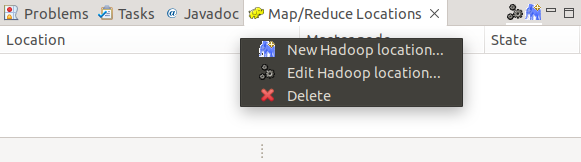 Problems Tasks @ Javadoc Map/Reduce Locations
Location State
New Hadoop location...
Edit Hadoop location...
Delete